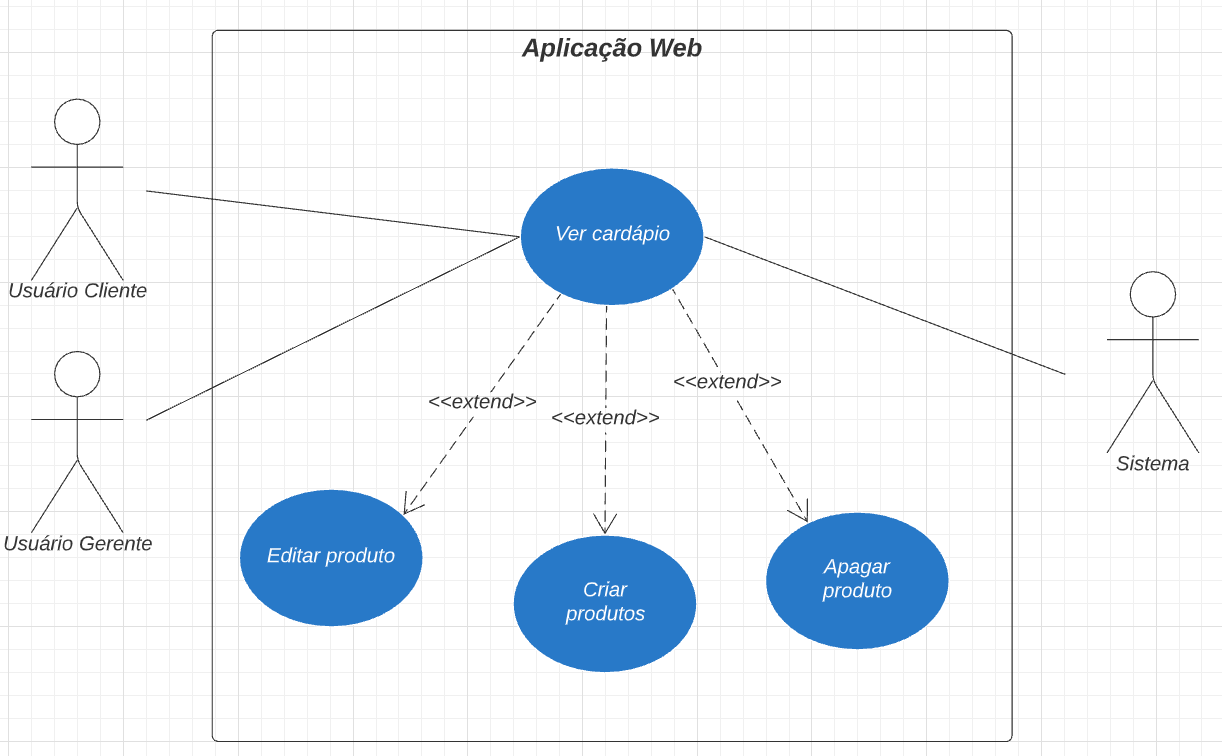 Aplicação Web
Usuário Cliente
Ver cardápio
Usuário Gerente
Sistema
<<extend>>
<<extend>>
<<extend>>
Editar produto
Criar
produtos
Apagar
produto